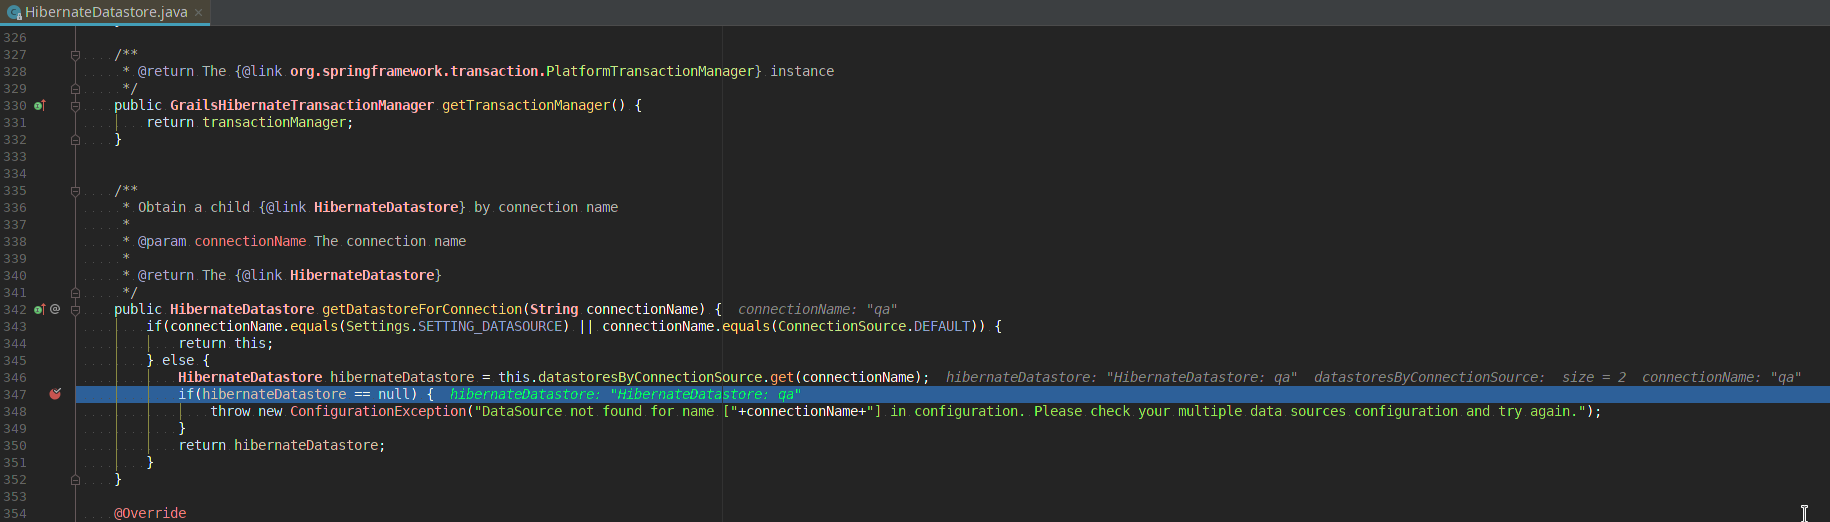 HibernateDatastore.java ×
326
327 /**
328 * @return The {@link org.springframework.transaction.PlatformTransactionManager} instance
329 */
330 public GrailsHibernateTransactionManager getTransactionManager() {
331 return transactionManager;
332 }
333
334
335 /**
336 * Obtain a child {@link HibernateDatastore} by connection name
337 *
338 * @param connectionName The connection name
339 *
340 * @return The {@link HibernateDatastore}
341 */
342 @ public HibernateDatastore getDatastoreForConnection(String connectionName) { connectionName: "qa"
343 if(connectionName.equals(Settings.SETTING_DATASOURCE) || connectionName.equals(ConnectionSource.DEFAULT)) {
344 return this;
345 } else {
346 HibernateDatastore hibernateDatastore = this.datastoresByConnectionSource.get(connectionName); hibernateDatastore: "HibernateDatastore: qa" datastoresByConnectionSource: size = 2 connectionName: "qa"
347 if(hibernateDatastore == null) { hibernateDatastore: "HibernateDatastore: qa"
348 throw new ConfigurationException("DataSource not found for name ["+connectionName+"] in configuration. Please check your multiple data sources configuration and try again.");
349 }
350 return hibernateDatastore;
351 }
352 }
353
354 @Override